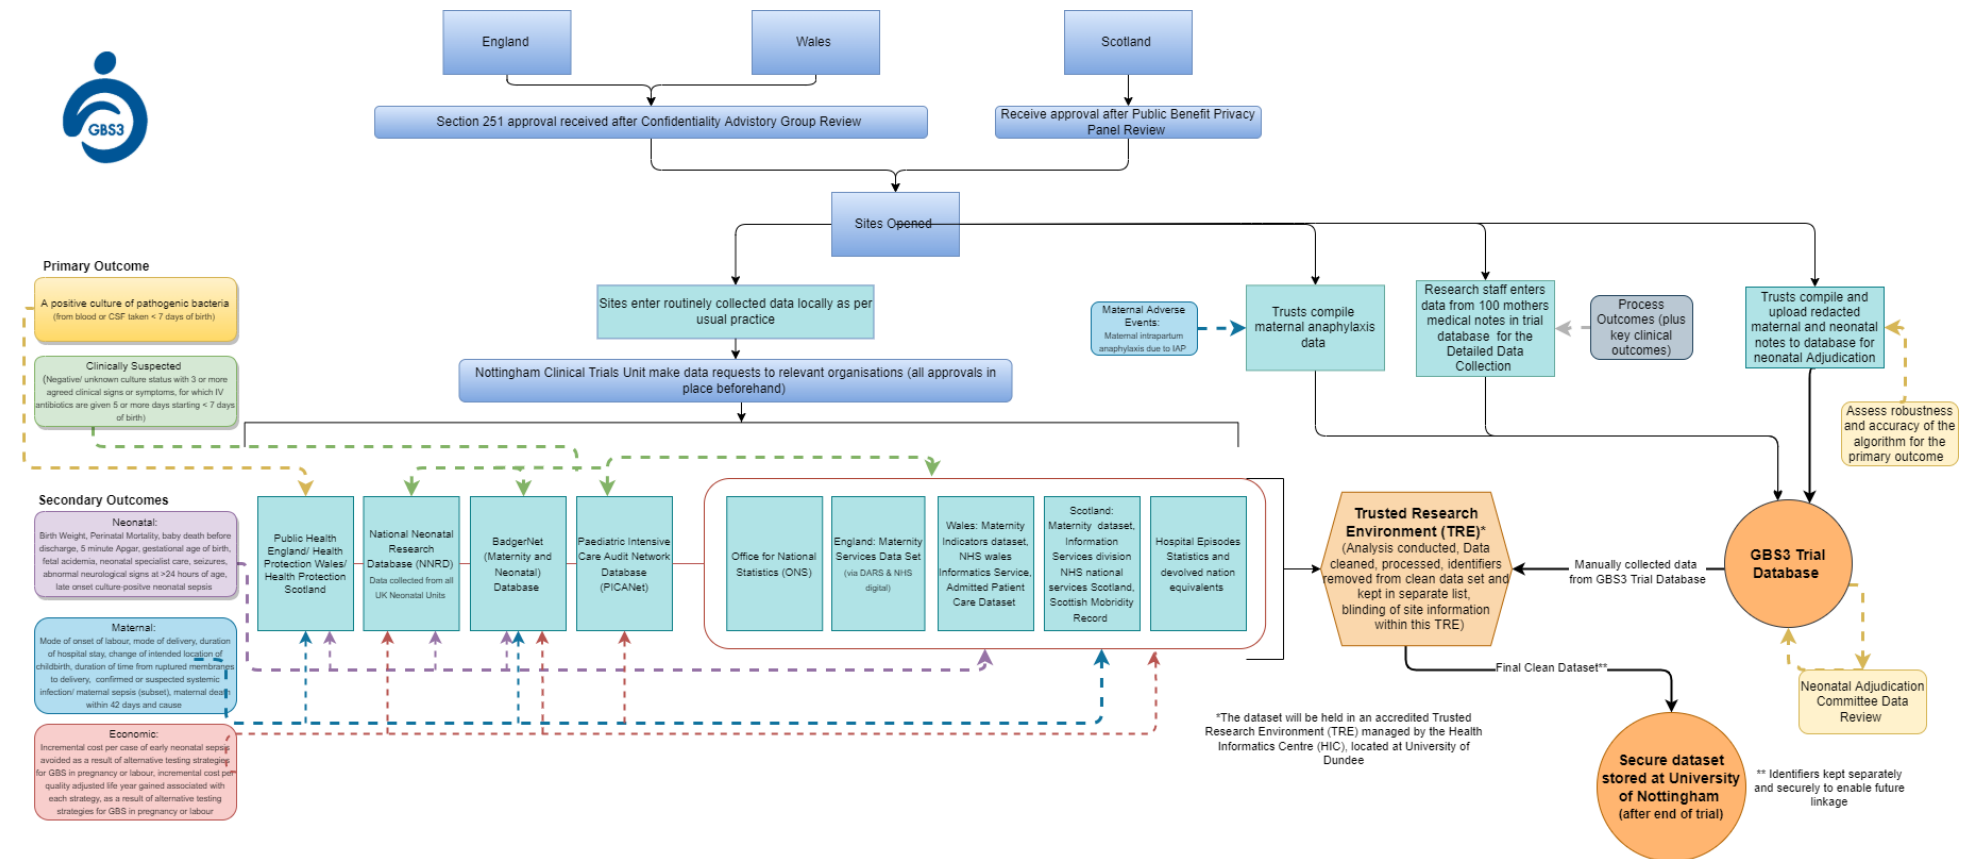 England
Wales
Scotland
GBS3
Section 251 approval received after Confidentiality Advistory Group Review
Receive approval after Public Benefit Privacy
Panel Review
Sites Opened
Primary Outcome
A positive culture of pathogenic bacteria
(from blood or CSF taken < 7 days of birth)
Clinically Suspected
(Negative/ unknown culture status with 3 or more
agreed clinical signs or symptoms, for which IV
antibiotics are given 5 or more days starting < 7 days
of birth)
Sites enter routinely collected data locally as per
usual practice
Nottingham Clinical Trials Unit make data requests to relevant organisations (all approvals in
place beforehand)
Maternal Adverse
Events:
Maternal intrapartum
anaphylaxis due to IAP
Trusts compile
maternal anaphylaxis
data
Research staff enters
data from 100 mothers
medical notes in trial
database for the
Detailed Data
Collection
Process
Outcomes (plus
key clinical
outcomes)
Trusts compile and
upload redacted
maternal and neonatal
notes to database for
neonatal Adjudication
Assess robustness
and accuracy of the
algorithm for the
primary outcome
Secondary Outcomes
Neonatal:
Birth Weight, Perinatal Mortality, baby death before
discharge, 5 minute Apgar, gestational age of birth,
fetal acidemia, neonatal specialist care, seizures,
abnormal neurological signs at >24 hours of age,
late onset culture-positve neonatal sepsis
Maternal:
Mode of onset of labour, mode of delivery, duration
of hospital stay, change of intended location of
childbirth, duration of time from ruptured membranes
to delivery, confirmed or suspected systemic
infection/ maternal sepsis (subset), maternal death
within 42 days and cause
Economic:
Incremental cost per case of early neonatal sepsis
avoided as a result of alternative testing strategies
for GBS in pregnancy or labour, incremental cost per
quality adjusted life year gained associated with
each strategy, as a result of alternative testing
strategies for GBS in pregnancy or labour
Public Health
England/ Health
Protection Wales/
Health Protection
Scotland
National Neonatal
Research
Database (NNRD)
Data collected from all
UK Neonatal Units
BadgerNet
(Maternity and
Neonatal)
Database
Paediatric Intensive
Care Audit Network
Database
(PICANet)
Office for National
Statistics (ONS)
England: Maternity
Services Data Set
(via DARS & NHS
digital)
Wales: Maternity
Indicators dataset,
NHS wales
Informatics Service,
Admitted Patient
Care Dataset
Scotland:
Maternity dataset,
Information
Services division
NHS national
services Scotland,
Scottish Mobridity
Record
Hospital Episodes
Statistics and
devolved nation
equivalents
Trusted Research
Environment (TRE)*
(Analysis conducted, Data
cleaned, processed, identifiers
removed from clean data set and
kept in separate list,
blinding of site information
within this TRE)
Manually collected data
from GBS3 Trial Database
GBS3 Trial
Database
Final Clean Dataset**
Neonatal Adjudication
Committee Data
Review
*The dataset will be held in an accredited Trusted
Research Environment (TRE) managed by the Health
Informatics Centre (HIC), located at University of
Dundee
Secure dataset
stored at University
of Nottingham
(after end of trial)
** Identifiers kept separately
and securely to enable future
linkage